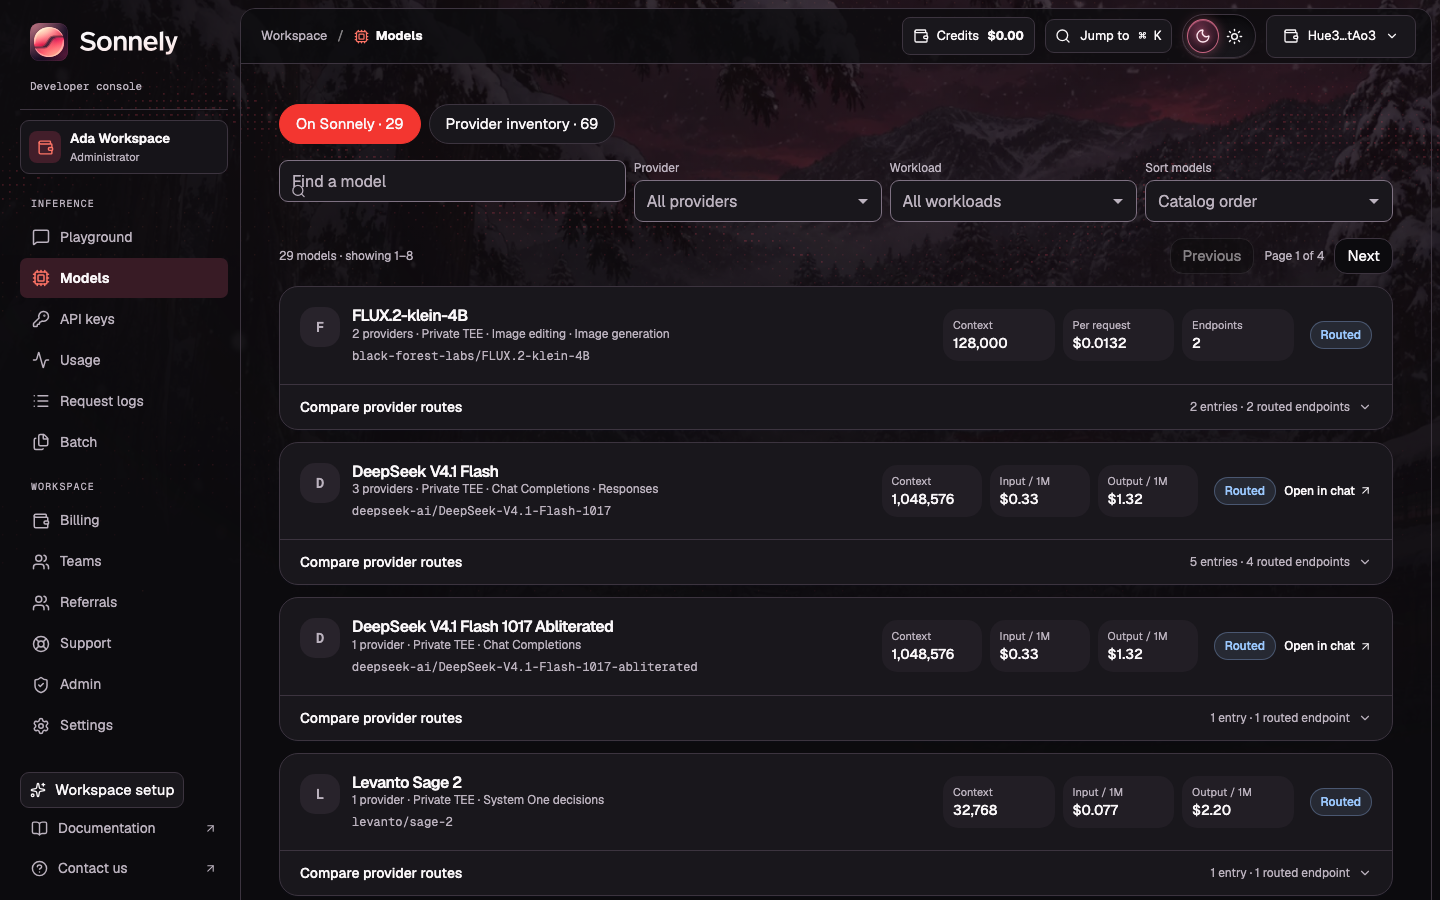 Sonnely
Developer console
Ada Workspace
Administrator
INFERENCE
Playground
Models
API keys
Usage
Request logs
Batch
WORKSPACE
Billing
Teams
Referrals
Support
Admin
Settings
Workspace setup
Documentation
Contact us
Workspace / Models
Credits $0.00
Jump to ⌘ K
Hue3...tAo3
On Sonnely · 29
Provider inventory · 69
Find a model
Provider
All providers
Workload
All workloads
Sort models
Catalog order
29 models · showing 1–8
Previous
Page 1 of 4
Next
F
FLUX.2-klein-4B
2 providers · Private TEE · Image editing · Image generation
black-forest-labs/FLUX.2-klein-4B
Context
128,000
Per request
$0.0132
Endpoints
2
Routed
Compare provider routes
2 entries · 2 routed endpoints
D
DeepSeek V4.1 Flash
3 providers · Private TEE · Chat Completions · Responses
deepseek-ai/DeepSeek-V4.1-Flash-1017
Context
1,048,576
Input / 1M
$0.33
Output / 1M
$1.32
Routed
Open in chat
Compare provider routes
5 entries · 4 routed endpoints
D
DeepSeek V4.1 Flash 1017 Abliterated
1 provider · Private TEE · Chat Completions
deepseek-ai/DeepSeek-V4.1-Flash-1017-abliterated
Context
1,048,576
Input / 1M
$0.33
Output / 1M
$1.32
Routed
Open in chat
Compare provider routes
1 entry · 1 routed endpoint
L
Levanto Sage 2
1 provider · Private TEE · System One decisions
levanto/sage-2
Context
32,768
Input / 1M
$0.077
Output / 1M
$2.20
Routed
Compare provider routes
1 entry · 1 routed endpoint